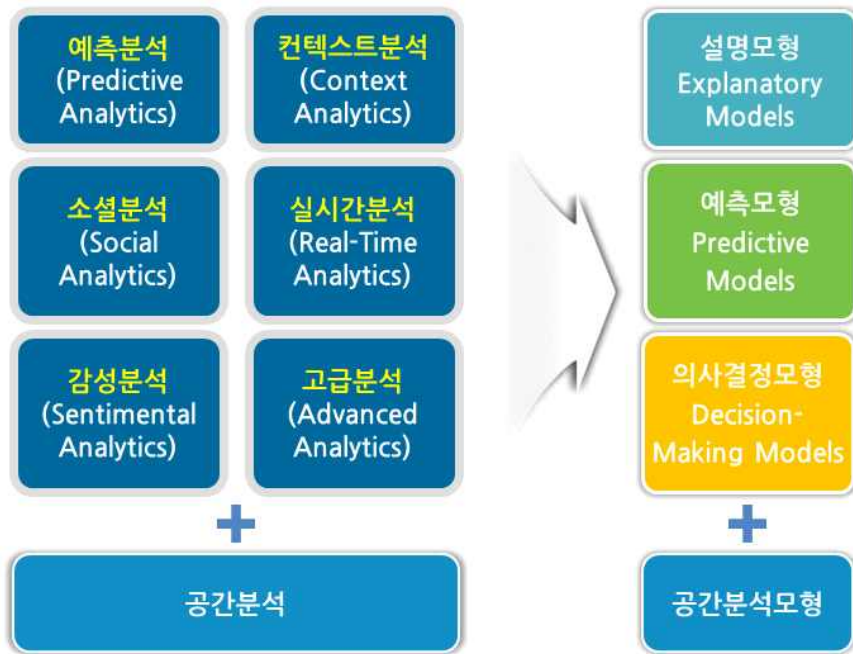 예측분석
(Predictive
Analytics)
컨텍스트분석
(Context
Analytics)
설명모형
Explanatory
Models
소셜분석
(Social
Analytics)
실시간분석
(Real-Time
Analytics)
예측모형
Predictive
Models
감성분석
(Sentimental
Analytics)
고급분석
(Advanced
Analytics)
의사결정모형
Decision-
Making Models
공간분석
공간분석모형